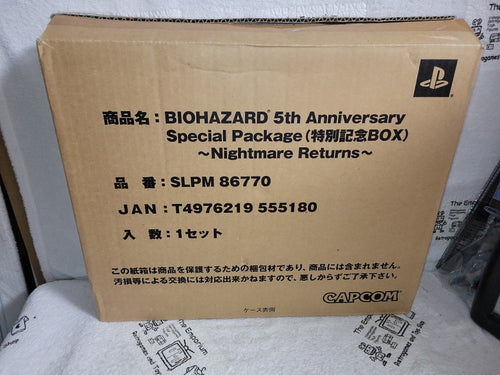 商品名：BIOHAZARD® 5th Anniversary
Special Package（特別記念BOX）
～Nightmare Returns～
品　番：SLPM 86770
JAN：T4976219 555180
入　数：1セット
この紙箱は商品を保護するための梱包材であり、商品には含まれません。
汚損等による交換には対応出来かねますので、悪しからずご了承下さい。
CAPCOM
ケース表側
The Emporium
Retrogames and Toys